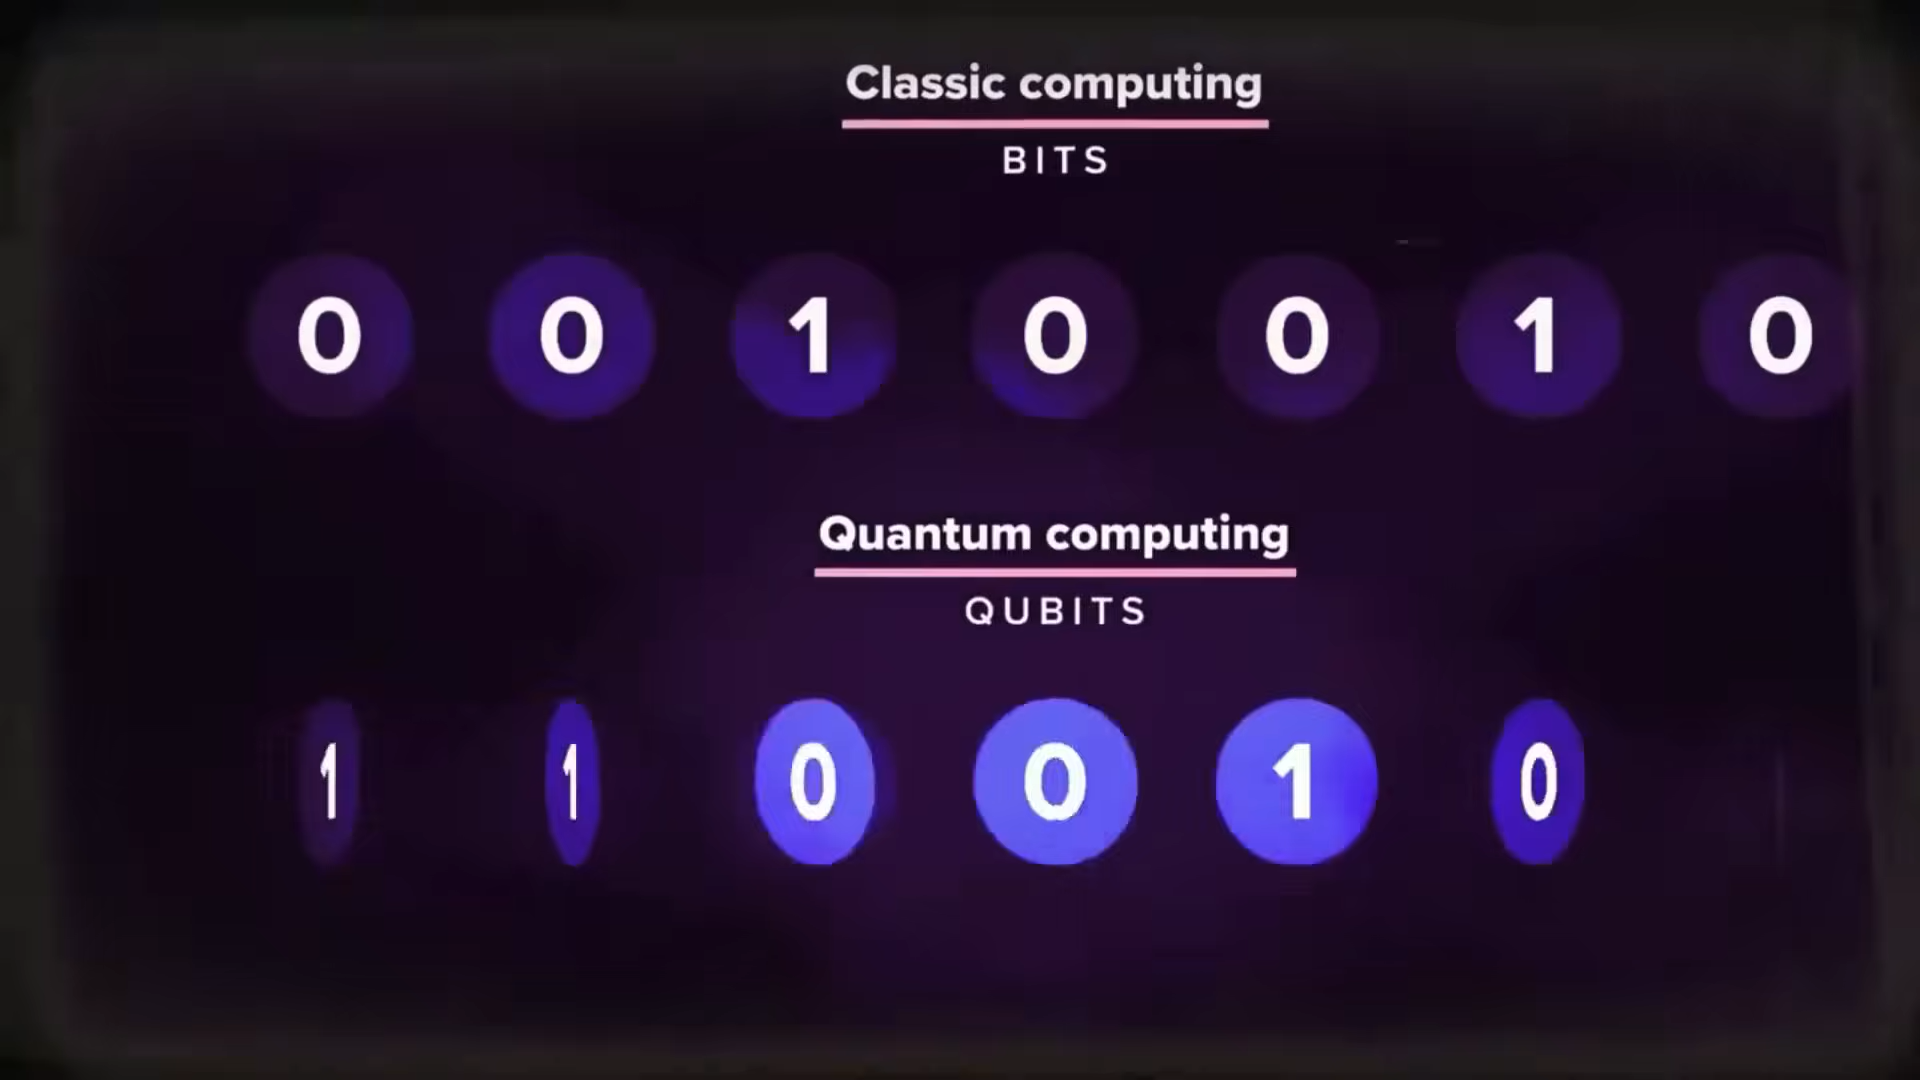 Classic computing
BITS
0 0 1 0 0 1 0
Quantum computing
QUBITS
1 1 0 0 1 0